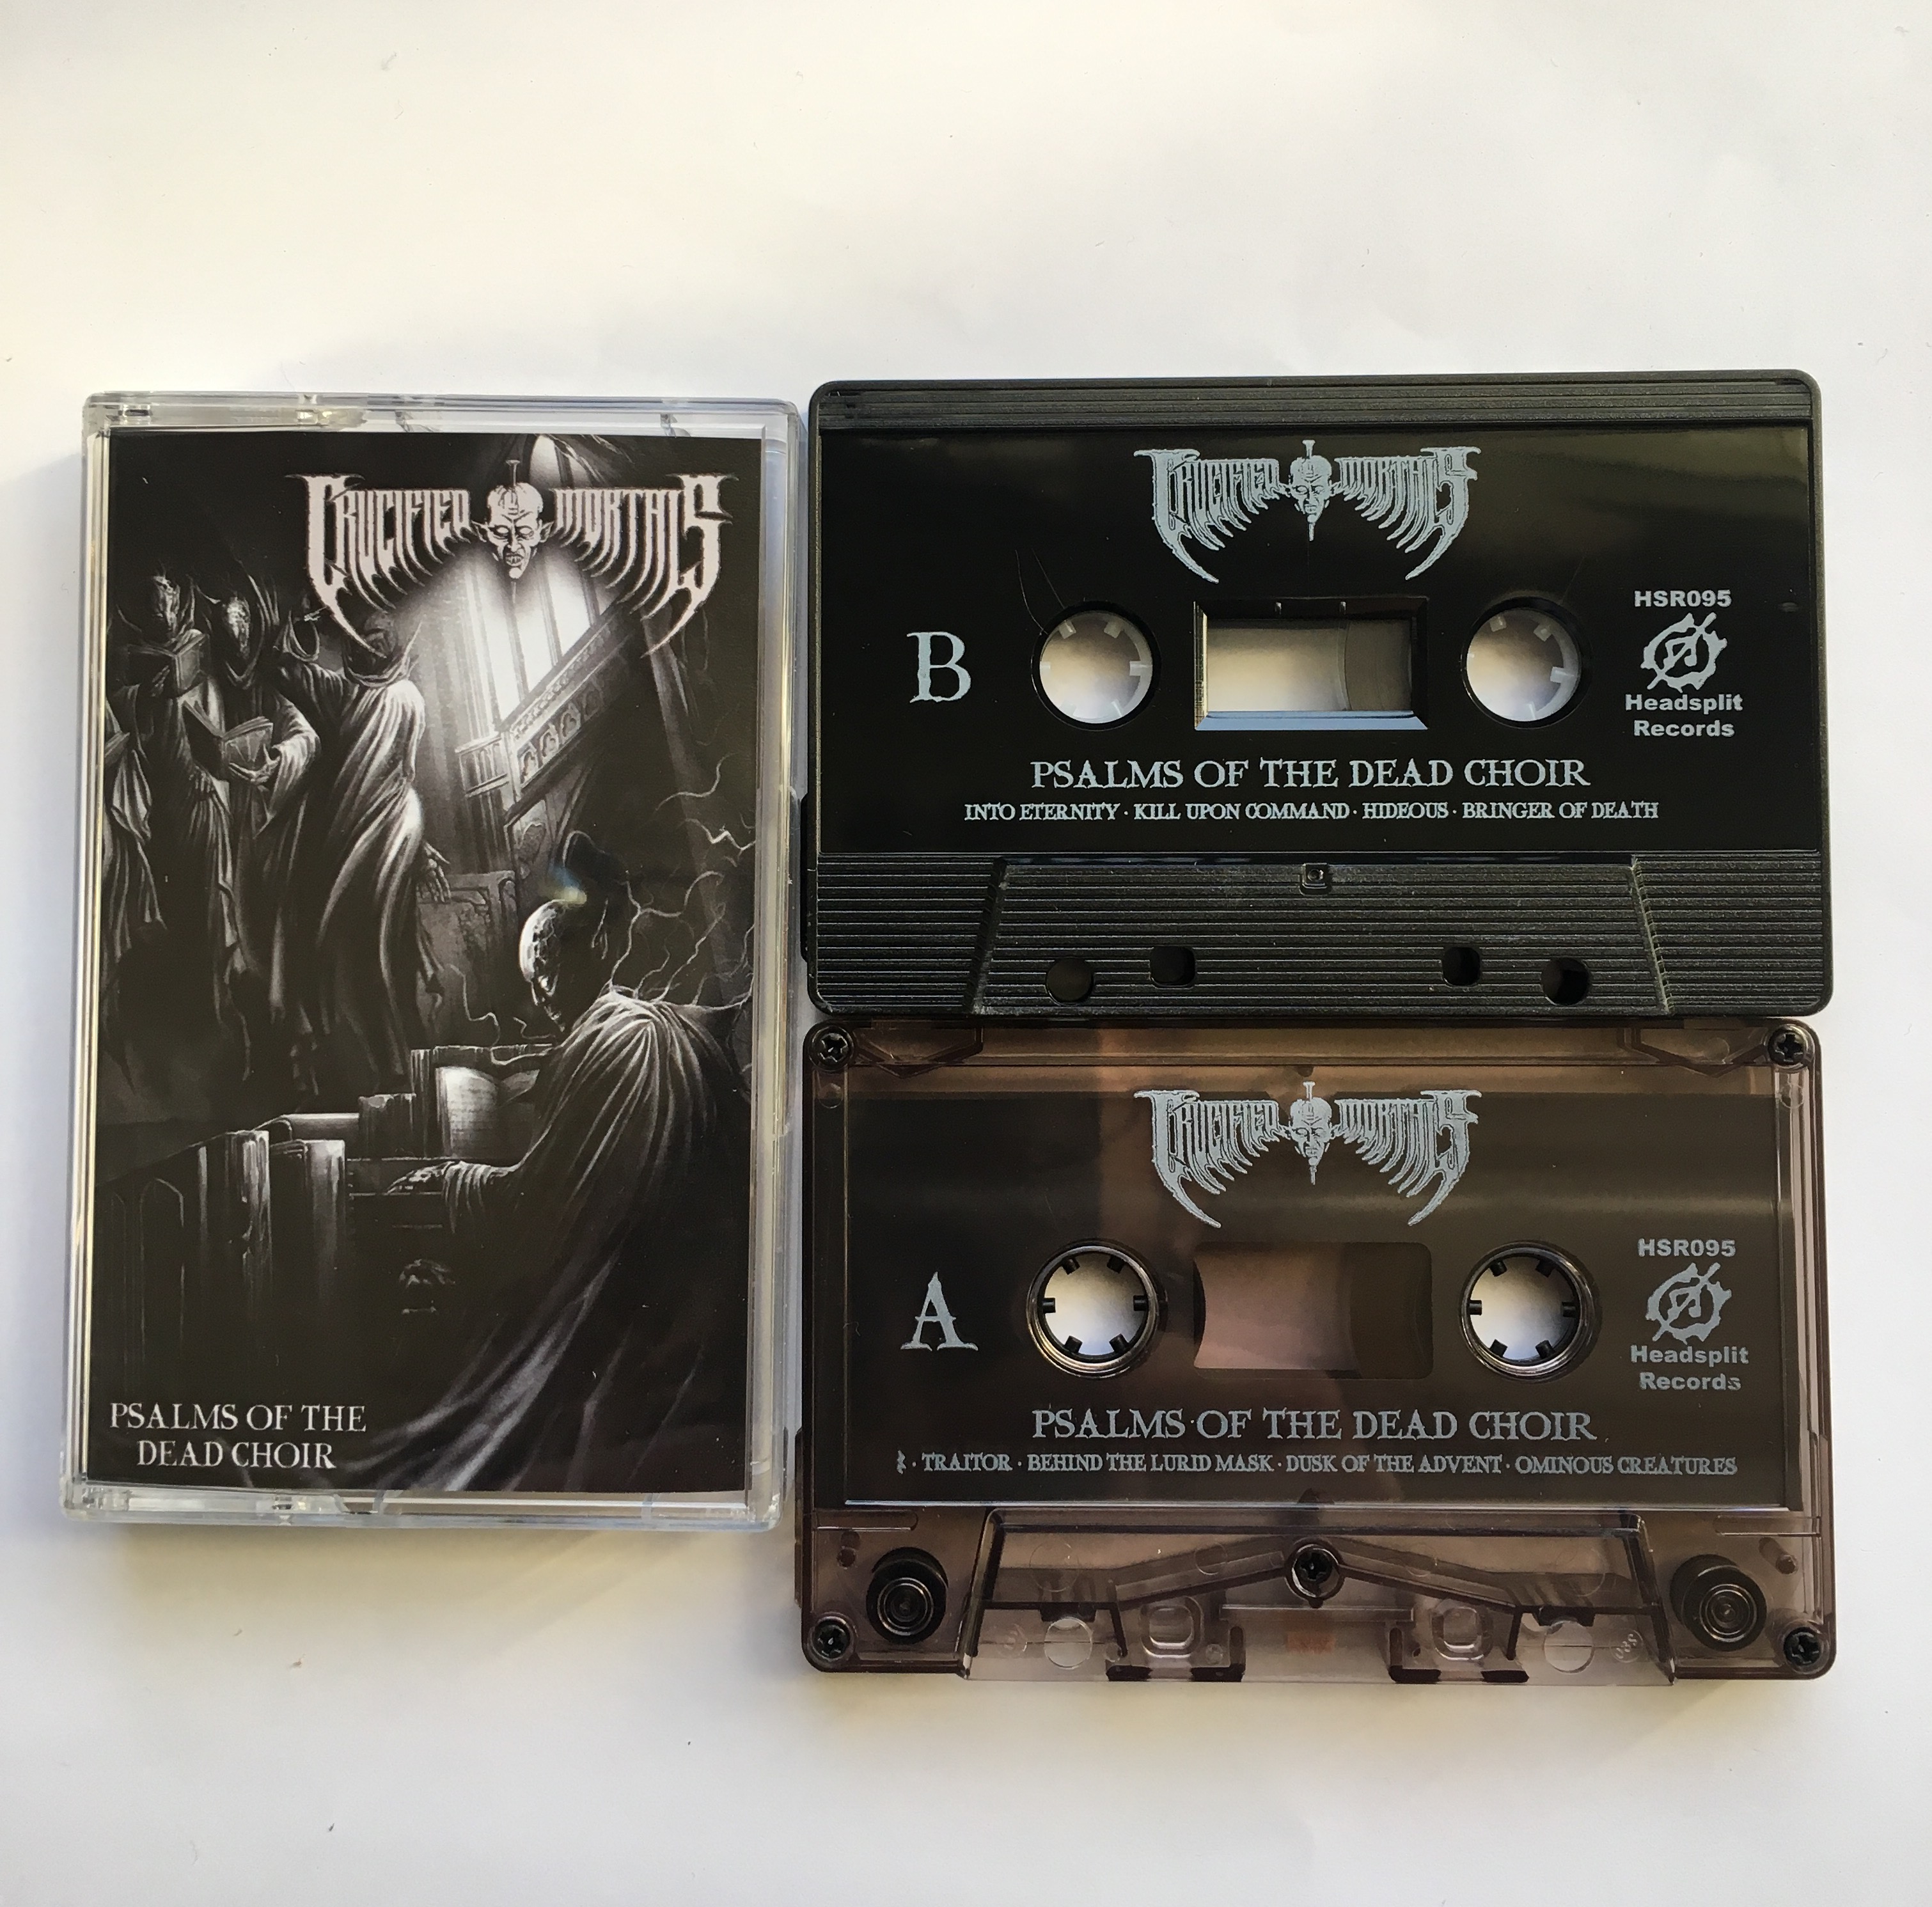 CRUCIFIED MORTALS
PSALMS OF THE
DEAD CHOIR
CRUCIFIED MORTALS
B
HSR095
Headsplit
Records
PSALMS OF THE DEAD CHOIR
INTO ETERNITY · KILL UPON COMMAND · HIDEOUS · BRINGER OF DEATH
CRUCIFIED MORTALS
A
HSR095
Headsplit
Records
PSALMS OF THE DEAD CHOIR
· TRAITOR · BEHIND THE LURID MASK · DUSK OF THE ADVENT · OMINOUS CREATURES